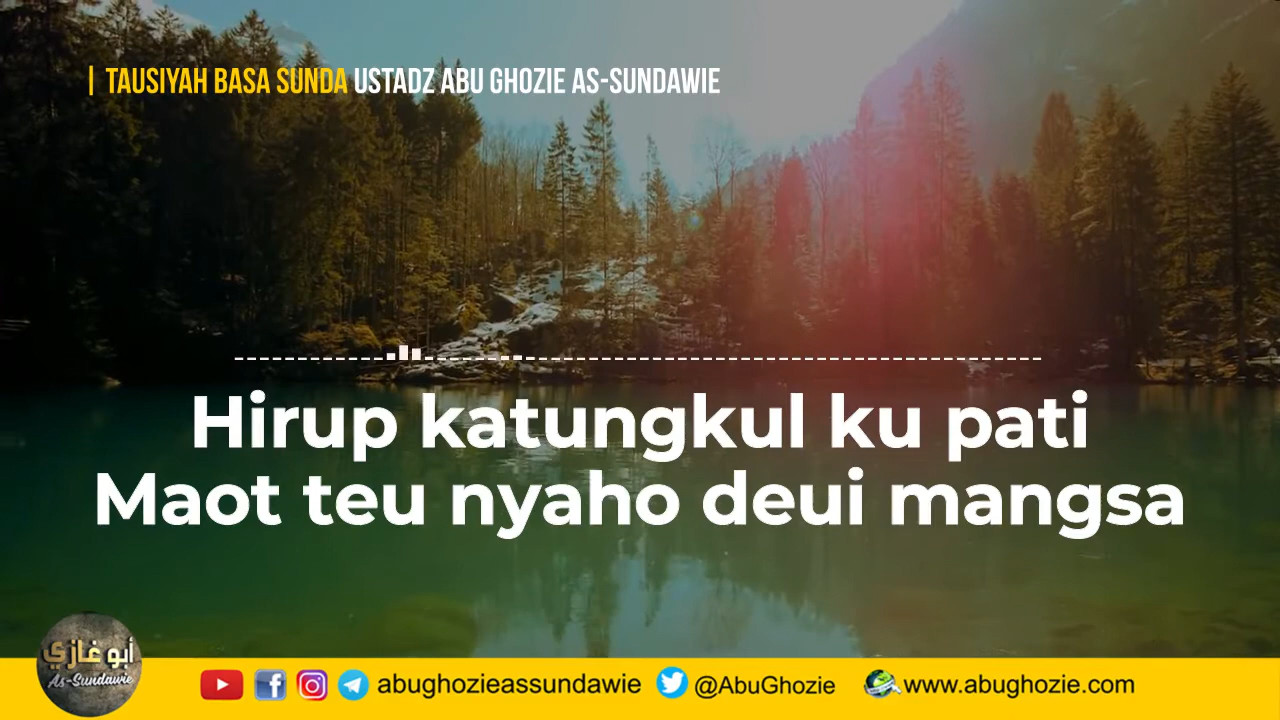 | TAUSIYAH BASA SUNDA USTADZ ABU GHOZIE AS-SUNDAWIE
Hirup katungkul ku pati
Maot teu nyaho deui mangsa
أبو غازي
As-Sundawie
abughozieassundawie @AbuGhozie www.abughozie.com